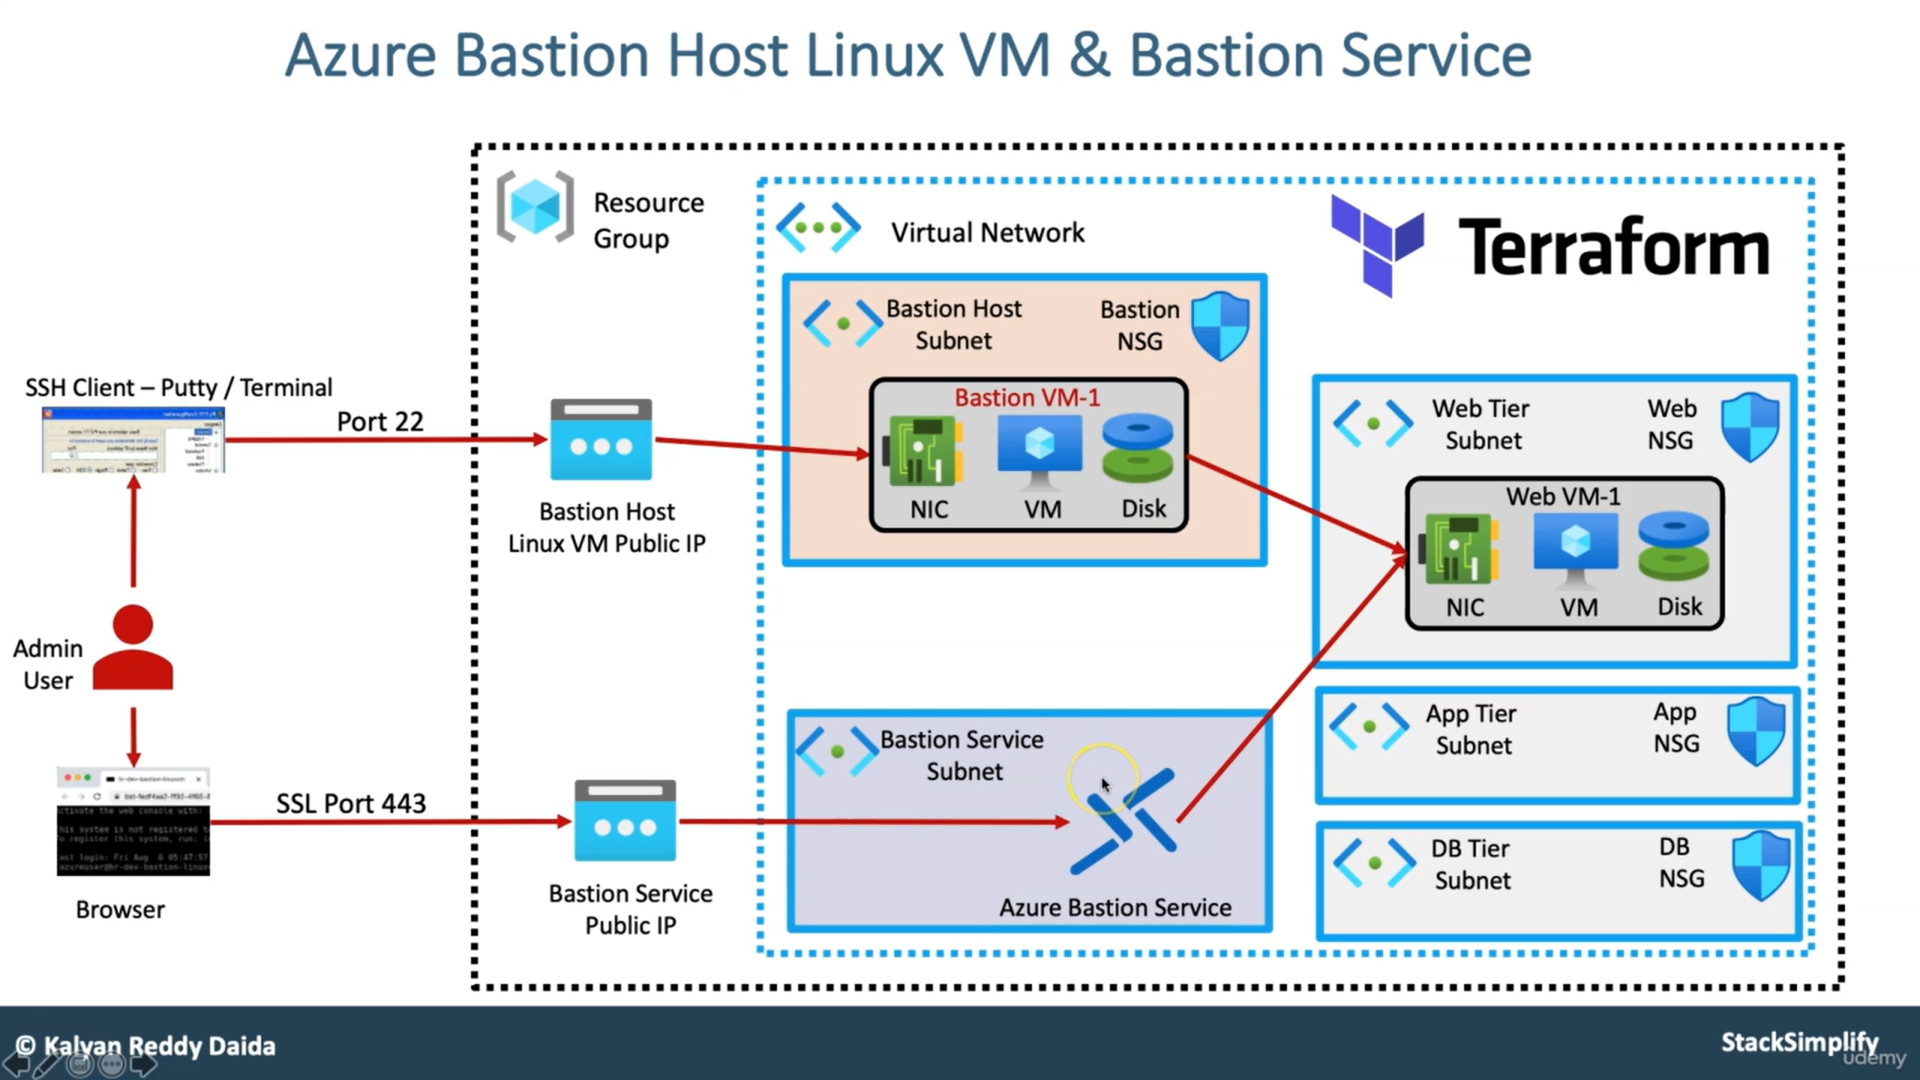 Azure Bastion Host Linux VM & Bastion Service
Resource
Group
Virtual Network
Terraform
Bastion Host
Subnet
Bastion
NSG
Bastion VM-1
NIC
VM
Disk
SSH Client – Putty / Terminal
Port 22
Bastion Host
Linux VM Public IP
Web Tier
Subnet
Web
NSG
Web VM-1
NIC
VM
Disk
Admin
User
App Tier
Subnet
App
NSG
Bastion Service
Subnet
SSL Port 443
Azure Bastion Service
Bastion Service
Public IP
Browser
DB Tier
Subnet
DB
NSG
© Kalyan Reddy Daida
StackSimplify
udemy